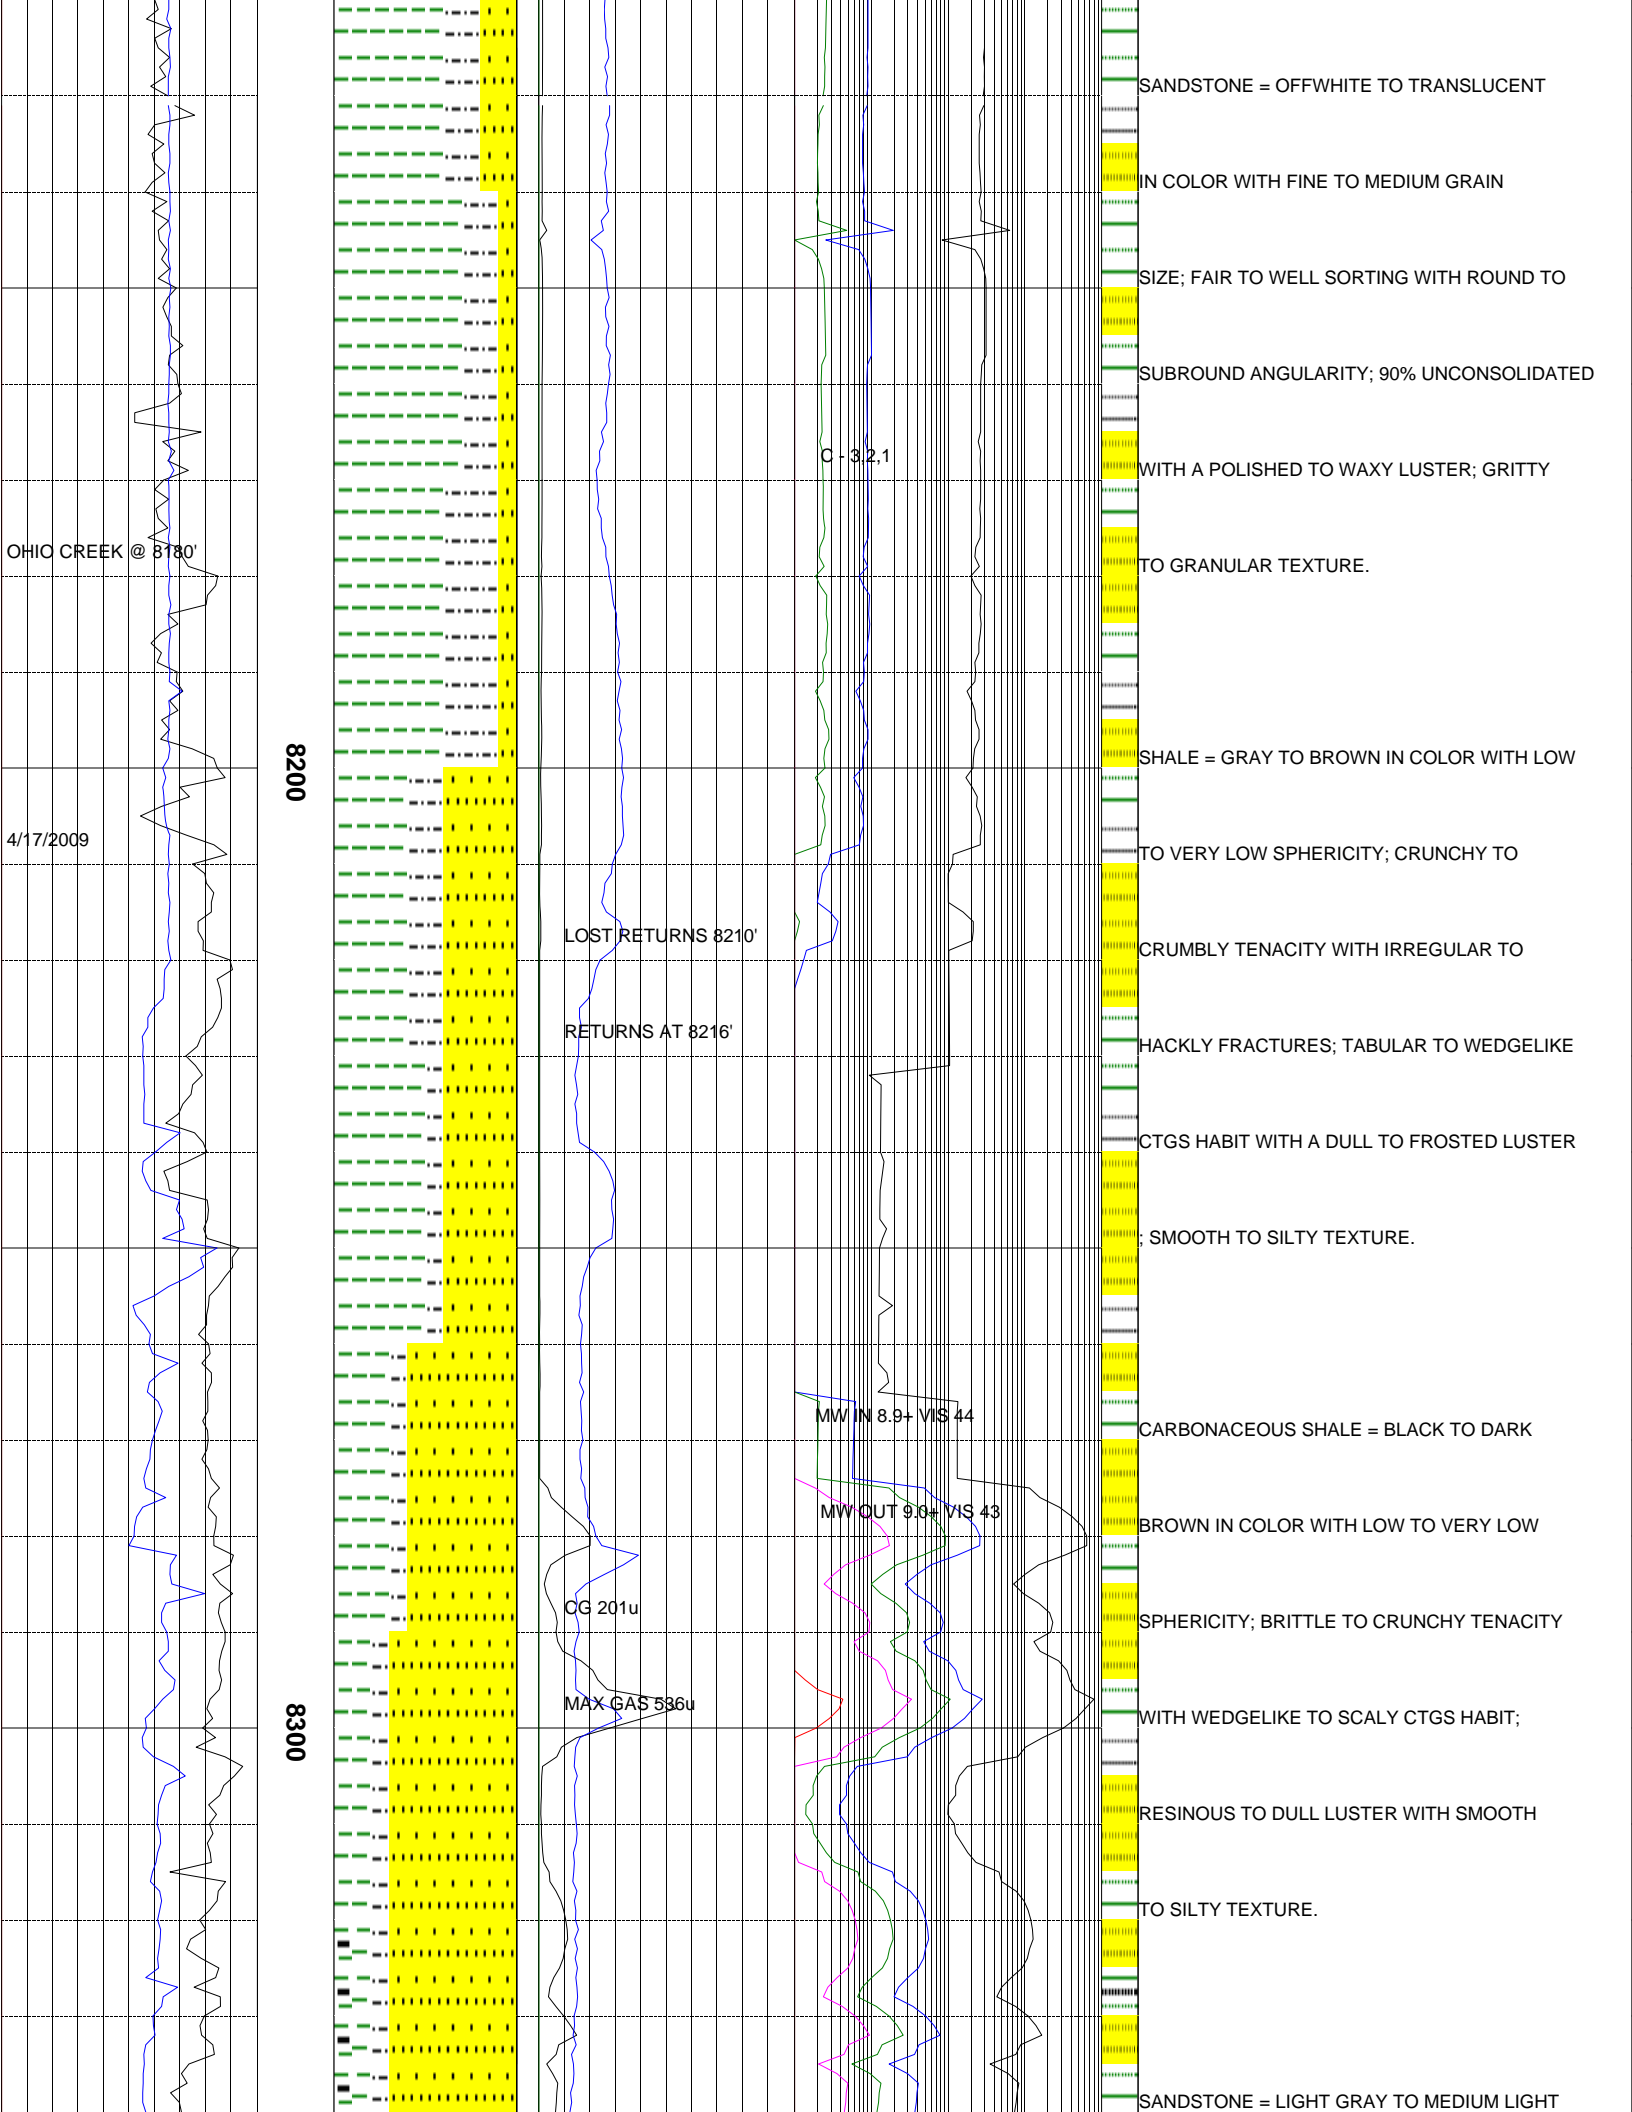 SANDSTONE = OFFWHITE TO TRANSLUCENT
IN COLOR WITH FINE TO MEDIUM GRAIN
SIZE; FAIR TO WELL SORTING WITH ROUND TO
SUBROUND ANGULARITY; 90% UNCONSOLIDATED
C - 3,2,1
WITH A POLISHED TO WAXY LUSTER; GRITTY
OHIO CREEK @ 8180'
TO GRANULAR TEXTURE.
8200
SHALE = GRAY TO BROWN IN COLOR WITH LOW
4/17/2009
TO VERY LOW SPHERICITY; CRUNCHY TO
LOST RETURNS 8210'
CRUMBLY TENACITY WITH IRREGULAR TO
RETURNS AT 8216'
HACKLY FRACTURES; TABULAR TO WEDGELIKE
CTGS HABIT WITH A DULL TO FROSTED LUSTER
; SMOOTH TO SILTY TEXTURE.
MW IN 8.9+ VIS 44
CARBONACEOUS SHALE = BLACK TO DARK
MW OUT 9.0+ VIS 43
BROWN IN COLOR WITH LOW TO VERY LOW
CG 201u
SPHERICITY; BRITTLE TO CRUNCHY TENACITY
MAX GAS 536u
8300
WITH WEDGELIKE TO SCALY CTGS HABIT;
RESINOUS TO DULL LUSTER WITH SMOOTH
TO SILTY TEXTURE.
SANDSTONE = LIGHT GRAY TO MEDIUM LIGHT